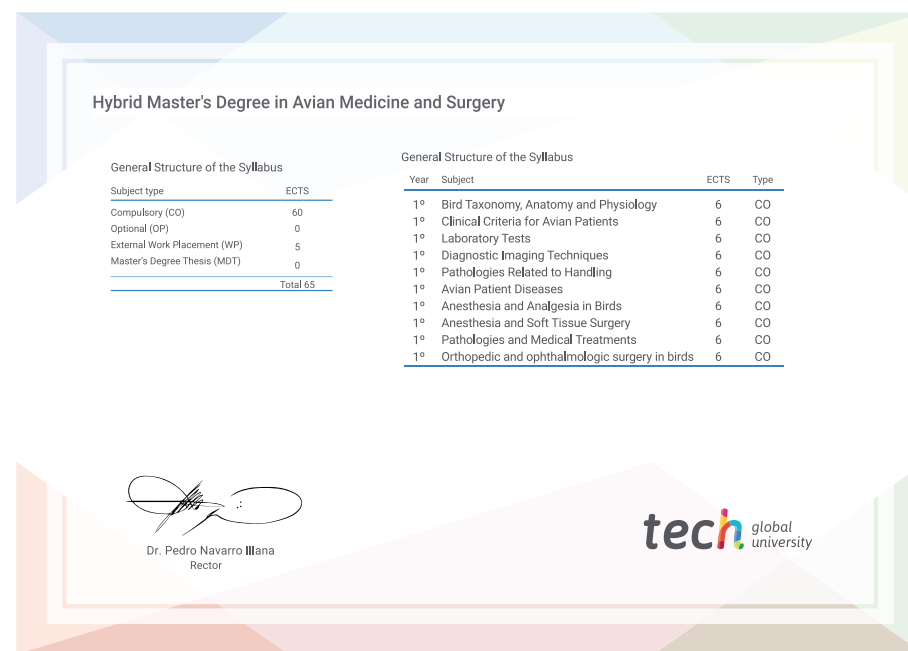 Hybrid Master's Degree in Avian Medicine and Surgery
General Structure of the Syllabus
Subject type ECTS
Compulsory (CO) 60
Optional (OP) 0
External Work Placement (WP) 5
Master's Degree Thesis (MDT) 0
Total 65
General Structure of the Syllabus
Year Subject ECTS Type
1º Bird Taxonomy, Anatomy and Physiology 6 CO
1º Clinical Criteria for Avian Patients 6 CO
1º Laboratory Tests 6 CO
1º Diagnostic Imaging Techniques 6 CO
1º Pathologies Related to Handling 6 CO
1º Avian Patient Diseases 6 CO
1º Anesthesia and Analgesia in Birds 6 CO
1º Anesthesia and Soft Tissue Surgery 6 CO
1º Pathologies and Medical Treatments 6 CO
1º Orthopedic and ophthalmologic surgery in birds 6 CO
Dr. Pedro Navarro Illana
Rector
tech global
university